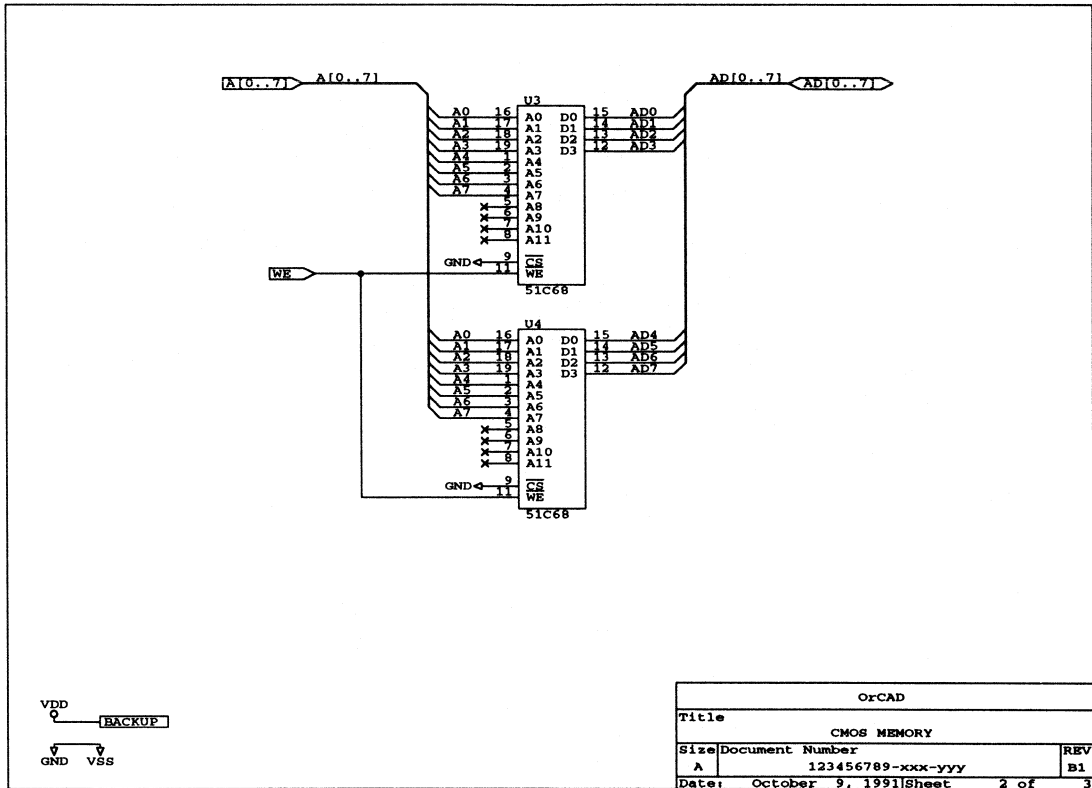 A[0..7] A[0..7] AD[0..7] AD[0..7]
U3
A0 16 A0 D0 15 AD0
A1 17 A1 D1 14 AD1
A2 18 A2 D2 13 AD2
A3 19 A3 D3 12 AD3
A4 1 A4
A5 2 A5
A6 3 A6
A7 4 A7
5 A8
6 A9
7 A10
8 A11
GND 9 CS
WE 11 WE
51C68
U4
A0 16 A0 D0 15 AD4
A1 17 A1 D1 14 AD5
A2 18 A2 D2 13 AD6
A3 19 A3 D3 12 AD7
A4 1 A4
A5 2 A5
A6 3 A6
A7 4 A7
5 A8
6 A9
7 A10
8 A11
GND 9 CS
11 WE
51C68
VDD
BACKUP
GND VSS
OrCAD
Title
CMOS MEMORY
Size Document Number REV
A 123456789-xxx-yyy B1
Date: October 9, 1991 Sheet 2 of 3